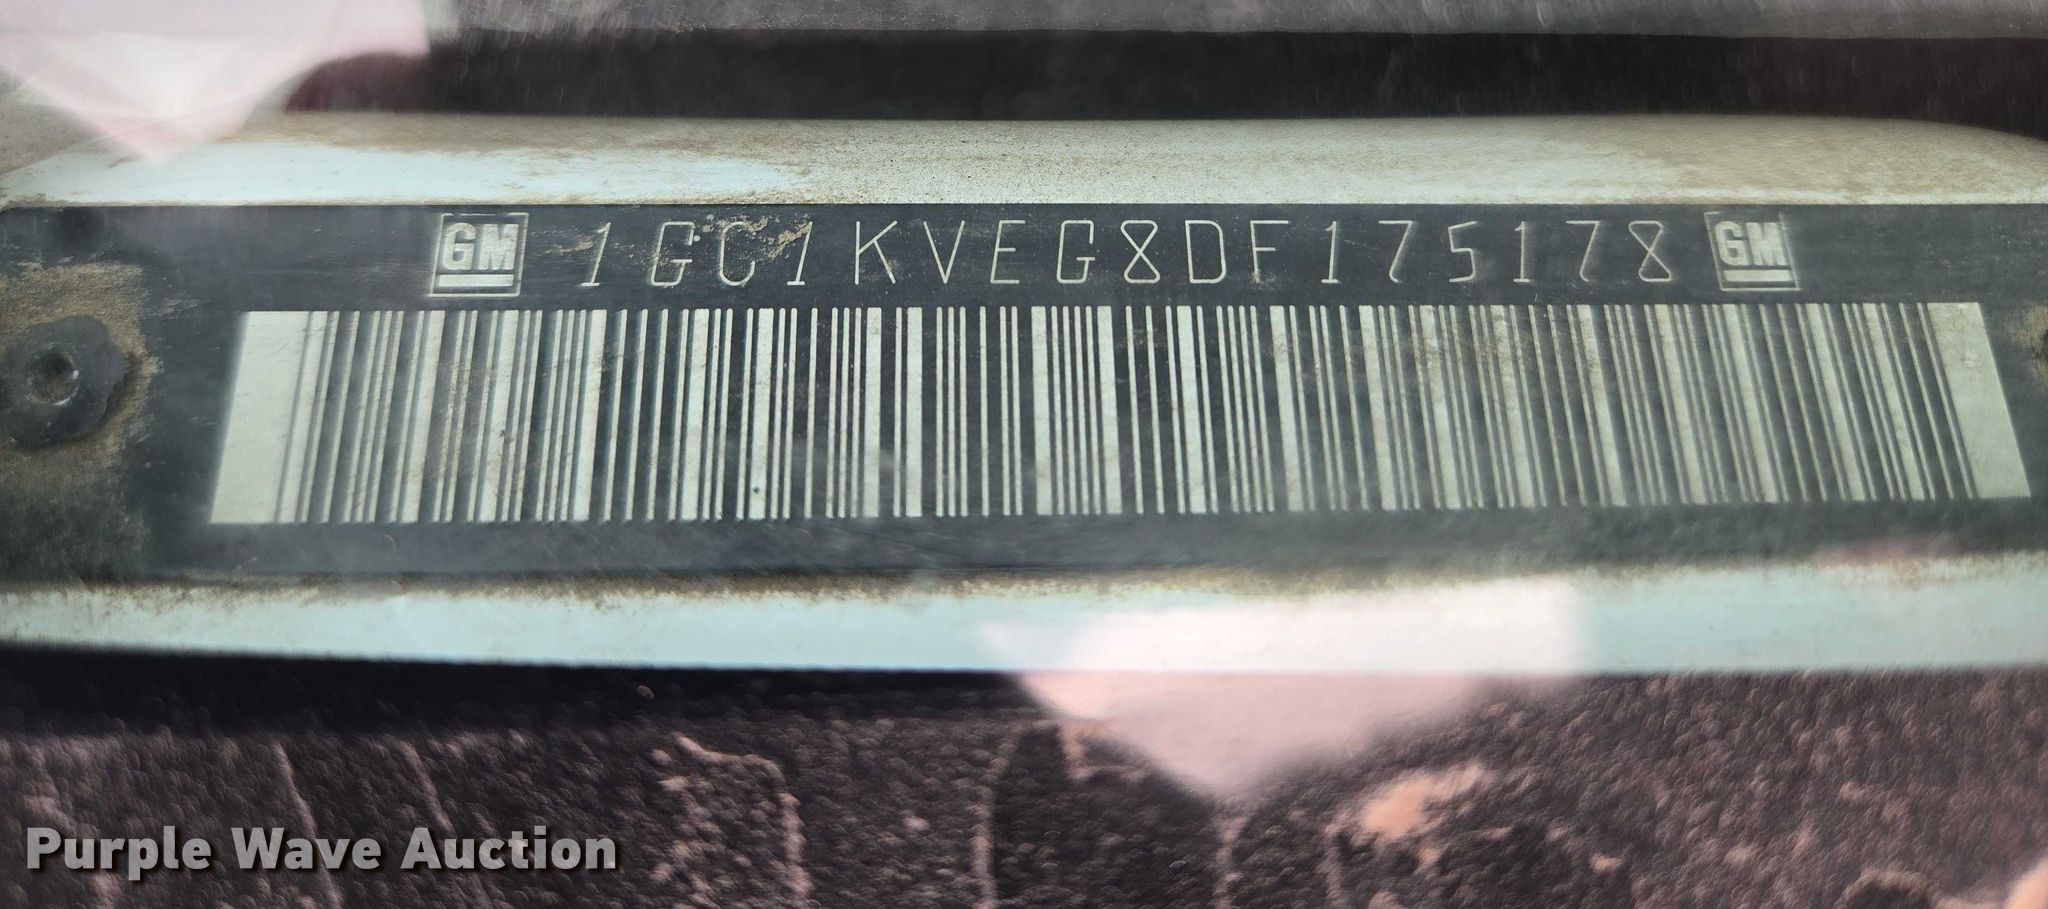 GM 1GC1KVEG8DF175178 GM
Purple Wave Auction